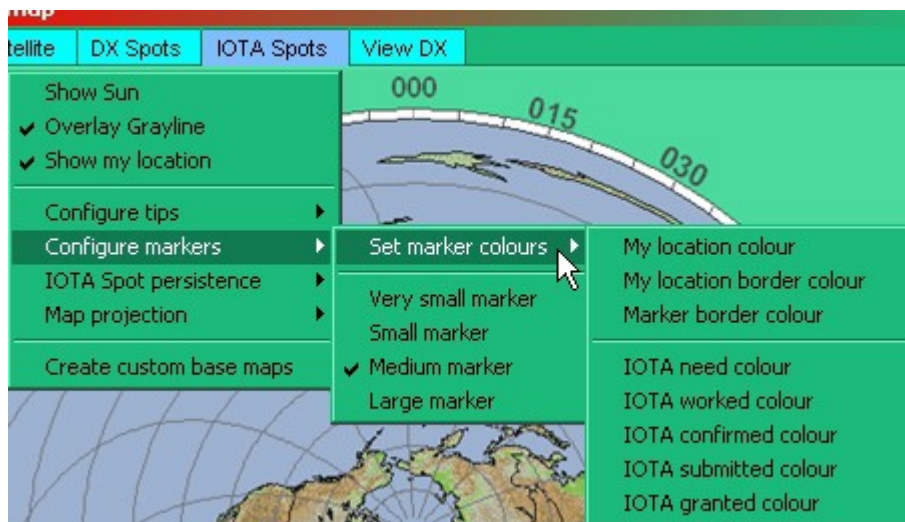 map
tellite DX Spots IOTA Spots View DX
Show Sun
Overlay Grayline
Show my location
Configure tips
Configure markers
IOTA Spot persistence
Map projection
Create custom base maps
000
015
030
Set marker colours
Very small marker
Small marker
Medium marker
Large marker
My location colour
My location border colour
Marker border colour
IOTA need colour
IOTA worked colour
IOTA confirmed colour
IOTA submitted colour
IOTA granted colour